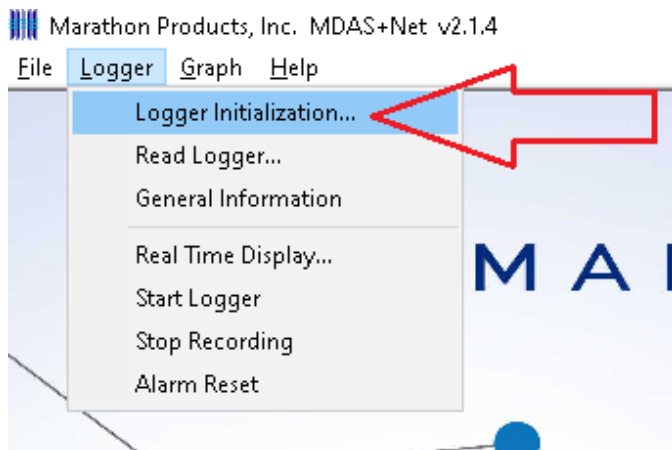 Marathon Products, Inc. MDAS+Net v2.1.4
File Logger Graph Help
Logger Initialization...
Read Logger...
General Information
Real Time Display...
M A
Start Logger
Stop Recording
Alarm Reset